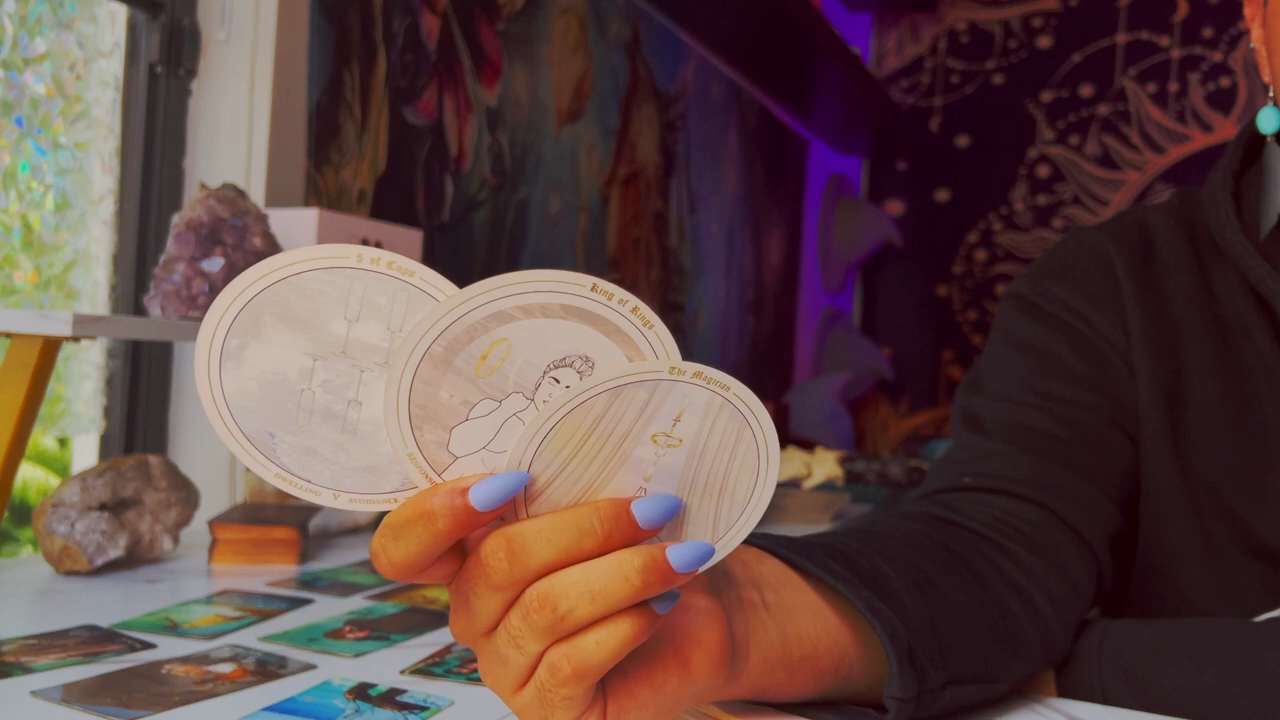 5 of Cups
DWELLING V AVOIDANCE
King of Rings
The Magician